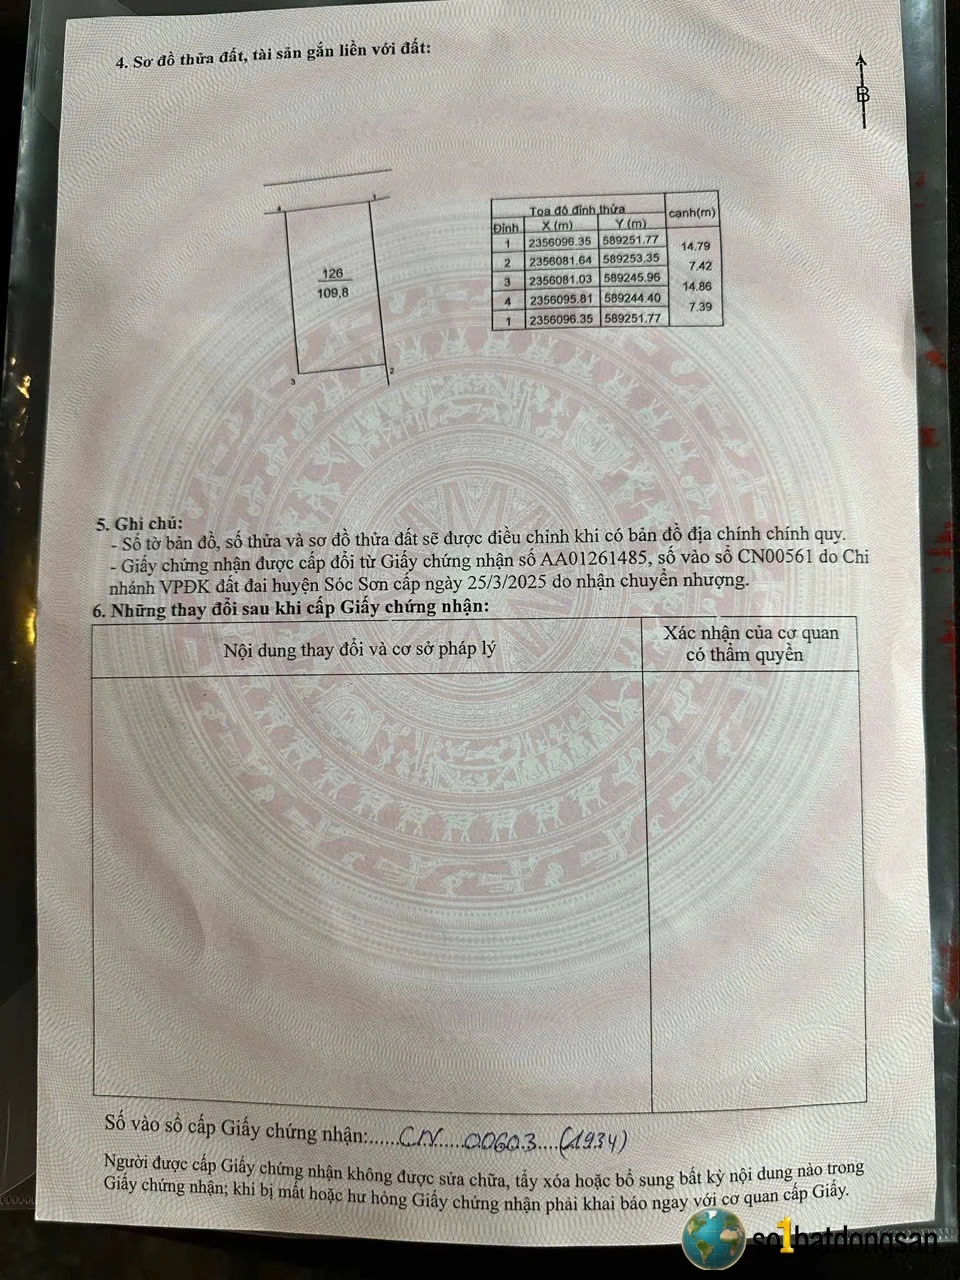 4. Sơ đồ thửa đất, tài sản gắn liền với đất:
B
4 1
126
109,8
3 2
Tọa độ đỉnh thửa cạnh(m)
Đỉnh X (m) Y (m)
1 2356096.35 589251.77
14.79
2 2356081.64 589253.35
7.42
3 2356081.03 589245.96
14.86
4 2356095.81 589244.40
7.39
1 2356096.35 589251.77
5. Ghi chú:
- Số tờ bản đồ, số thửa và sơ đồ thửa đất sẽ được điều chỉnh khi có bản đồ địa chính chính quy.
- Giấy chứng nhận được cấp đổi từ Giấy chứng nhận số AA01261485, số vào sổ CN00561 do Chi
nhánh VPĐK đất đai huyện Sóc Sơn cấp ngày 25/3/2025 do nhận chuyển nhượng.
6. Những thay đổi sau khi cấp Giấy chứng nhận:
Nội dung thay đổi và cơ sở pháp lý
Xác nhận của cơ quan
có thẩm quyền
Số vào sổ cấp Giấy chứng nhận:......CN.....00603....(1934)
Người được cấp Giấy chứng nhận không được sửa chữa, tẩy xóa hoặc bổ sung bất kỳ nội dung nào trong
Giấy chứng nhận; khi bị mất hoặc hư hỏng Giấy chứng nhận phải khai báo ngay với cơ quan cấp Giấy.
so1batdongsan